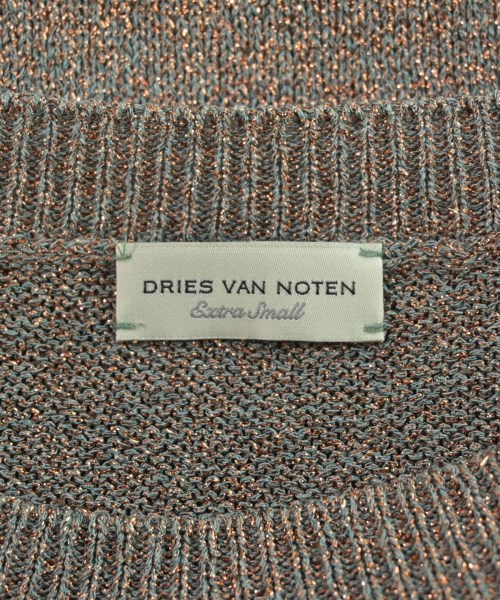 DRIES VAN NOTEN
Extra Small